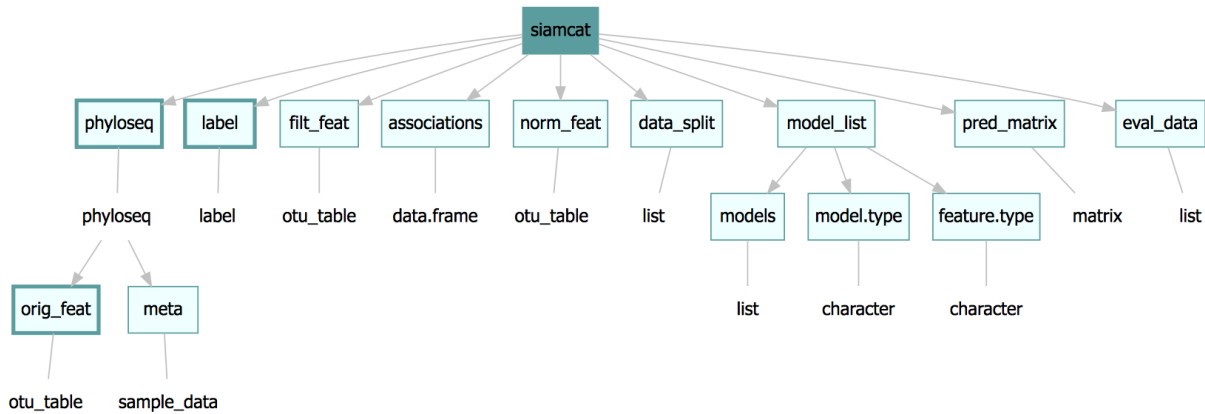 siamcat
phyloseq label filt_feat associations norm_feat data_split model_list pred_matrix eval_data
phyloseq label otu_table data.frame otu_table list models model.type feature.type matrix list
orig_feat meta list character character
otu_table sample_data